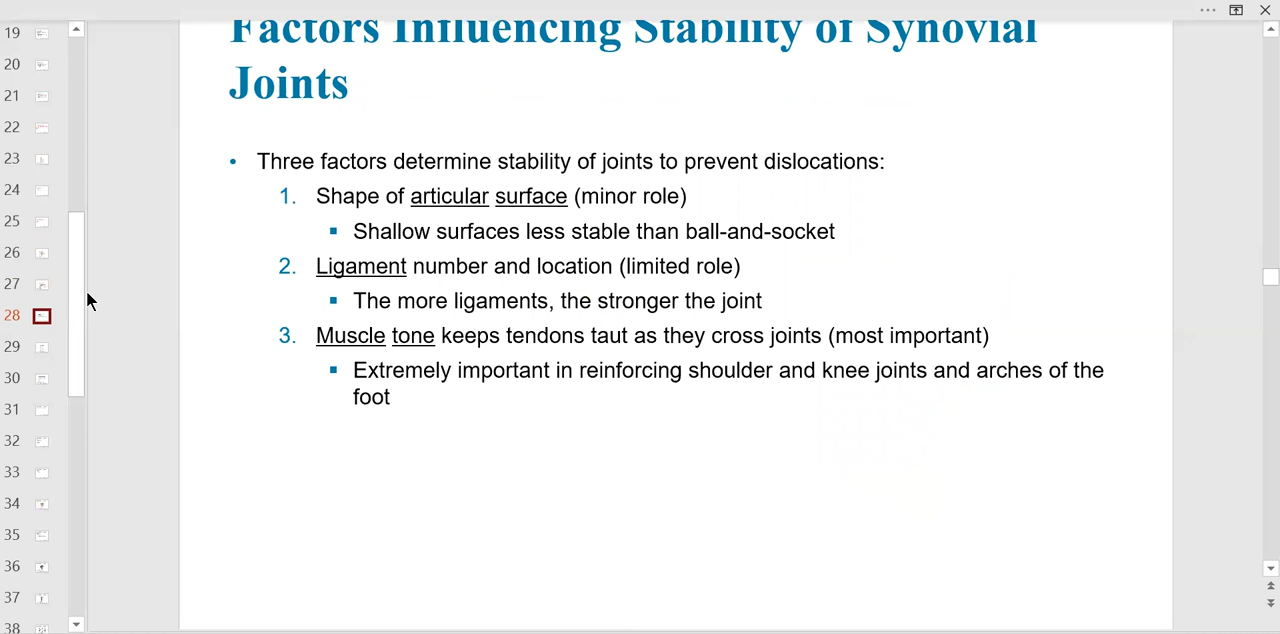 Factors Influencing Stability of Synovial
Joints
• Three factors determine stability of joints to prevent dislocations:
1. Shape of articular surface (minor role)
▪ Shallow surfaces less stable than ball-and-socket
2. Ligament number and location (limited role)
▪ The more ligaments, the stronger the joint
3. Muscle tone keeps tendons taut as they cross joints (most important)
▪ Extremely important in reinforcing shoulder and knee joints and arches of the
foot
19
20
21
22
23
24
25
26
27
28
29
30
31
32
33
34
35
36
37
38